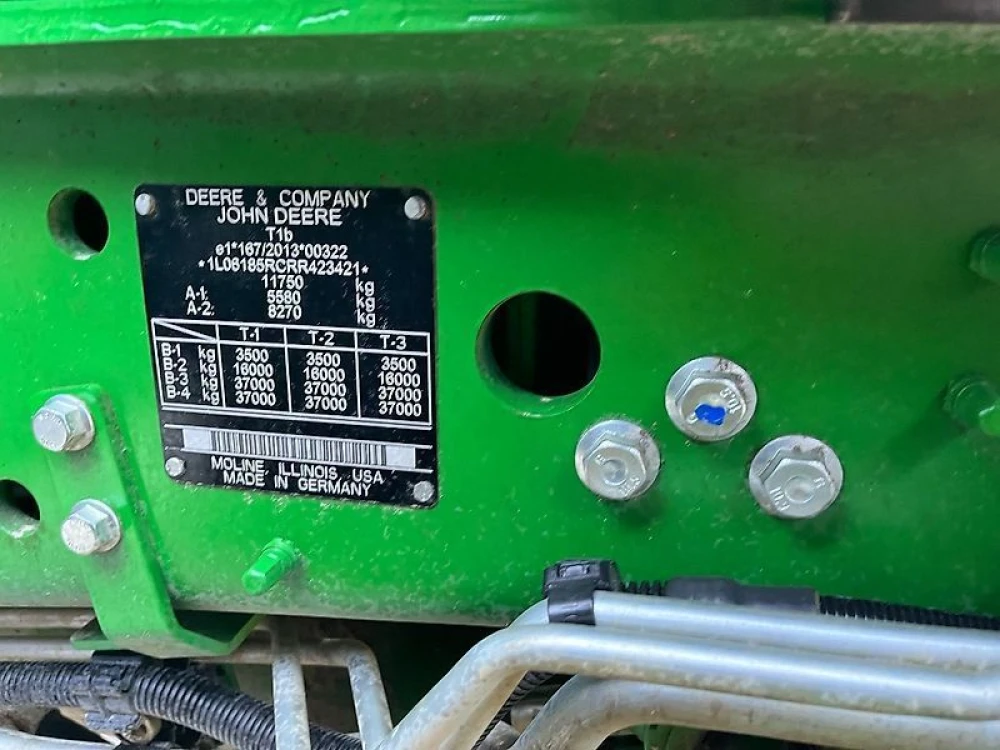 DEERE & COMPANY
JOHN DEERE
T1b
e1*167/2013*00322
*1L06185RCRR423421*
11750 kg
A-1: 5580 kg
A-2: 8270 kg
T-1 T-2 T-3
B-1 kg 3500 3500 3500
B-2 kg 16000 16000 16000
B-3 kg 37000 37000 37000
B-4 kg 37000 37000 37000
MOLINE, ILLINOIS, USA
MADE IN GERMANY
10.9